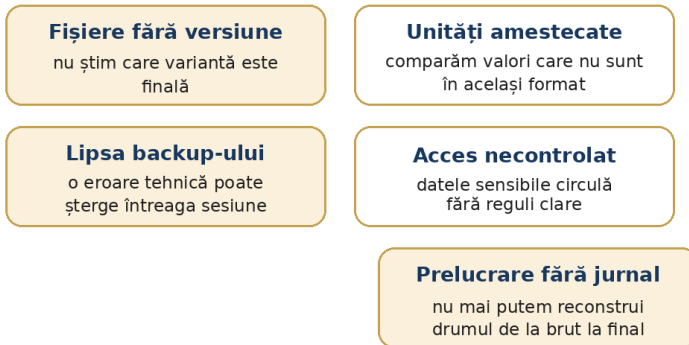 Fișiere fără versiune
nu știm care variantă este
finală
Unități amestecate
comparăm valori care nu sunt
în același format
Lipsa backup-ului
o eroare tehnică poate
șterge întreaga sesiune
Acces necontrolat
datele sensibile circulă
fără reguli clare
Prelucrare fără jurnal
nu mai putem reconstrui
drumul de la brut la final